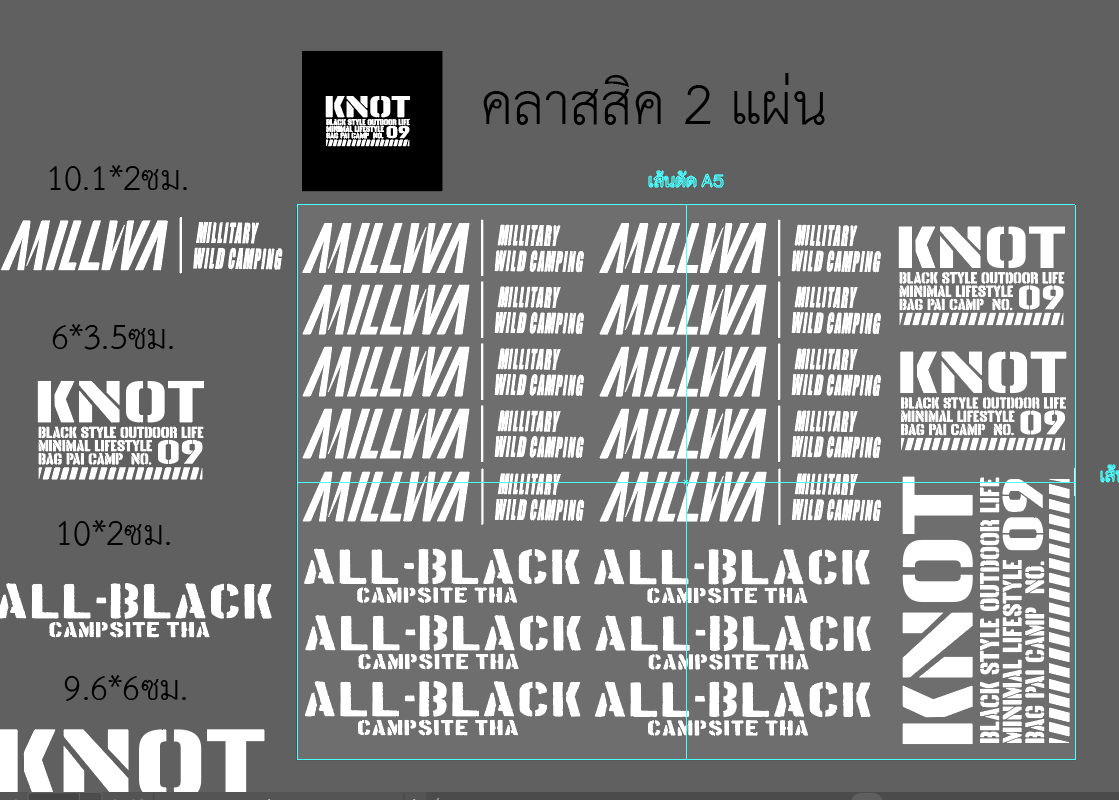 KNOT
BLACK STYLE OUTDOOR LIFE
MINIMAL LIFESTYLE
BAG PAI CAMP NO. 09
คลาสสิค 2 แผ่น
เส้นตัด A5
10.1*2ซม.
MILLWA MILLITARY
WILD CAMPING
6*3.5ซม.
KNOT
BLACK STYLE OUTDOOR LIFE
MINIMAL LIFESTYLE
BAG PAI CAMP NO. 09
10*2ซม.
ALL-BLACK
CAMPSITE THA
9.6*6ซม.
KNOT
MILLWA MILLITARY MILLWA MILLITARY
WILD CAMPING WILD CAMPING
MILLWA MILLITARY MILLWA MILLITARY
WILD CAMPING WILD CAMPING
MILLWA MILLITARY MILLWA MILLITARY
WILD CAMPING WILD CAMPING
MILLWA MILLITARY MILLWA MILLITARY
WILD CAMPING WILD CAMPING
MILLWA MILLITARY MILLWA MILLITARY
WILD CAMPING WILD CAMPING
ALL-BLACK ALL-BLACK
CAMPSITE THA CAMPSITE THA
ALL-BLACK ALL-BLACK
CAMPSITE THA CAMPSITE THA
ALL-BLACK ALL-BLACK
CAMPSITE THA CAMPSITE THA
KNOT
BLACK STYLE OUTDOOR LIFE
MINIMAL LIFESTYLE
BAG PAI CAMP NO. 09
KNOT
BLACK STYLE OUTDOOR LIFE
MINIMAL LIFESTYLE
BAG PAI CAMP NO. 09
KNOT
BLACK STYLE OUTDOOR LIFE
MINIMAL LIFESTYLE
BAG PAI CAMP NO. 09